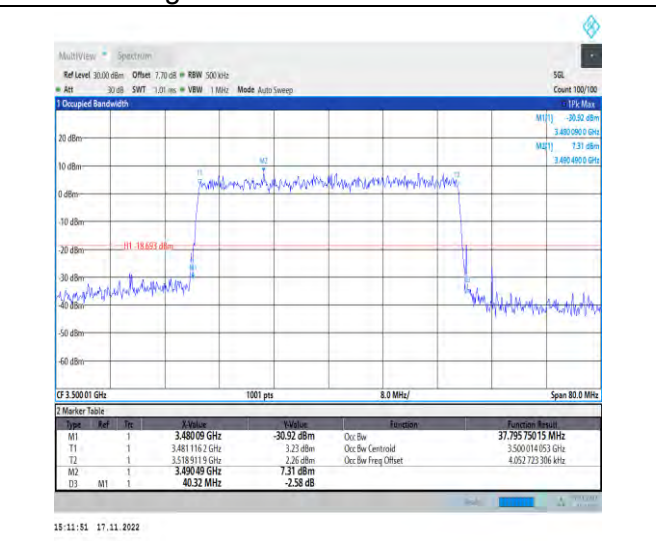 MultiView Spectrum
Ref Level 30.00 dBm Offset 7.70 dB RBW 500 kHz SGL
Att 30 dB SWT 1.01 ms VBW 1 MHz Mode Auto Sweep Count 100/100
1 Occupied Bandwidth 1Pk Max
M1[1] -30.92 dBm
3.480 090 0 GHz
M2[1] 7.31 dBm
3.490 490 0 GHz
20 dBm
10 dBm
T1 M2 T2
0 dBm
-10 dBm
-20 dBm H1 -18.693 dBm
M1
-30 dBm
-40 dBm
-50 dBm
-60 dBm
CF 3.500 01 GHz 1001 pts 8.0 MHz/ Span 80.0 MHz
2 Marker Table
Type Ref Trc X-Value Y-Value Function Function Result
M1 1 3.480 09 GHz -30.92 dBm Occ Bw 37.795 750 15 MHz
T1 1 3.481 116 2 GHz 3.23 dBm Occ Bw Centroid 3.500 014 053 GHz
T2 1 3.518 911 9 GHz 2.26 dBm Occ Bw Freq Offset 4.052 723 306 kHz
M2 1 3.490 49 GHz 7.31 dBm
D3 M1 1 40.32 MHz -2.58 dB
15:11:51 17.11.2022